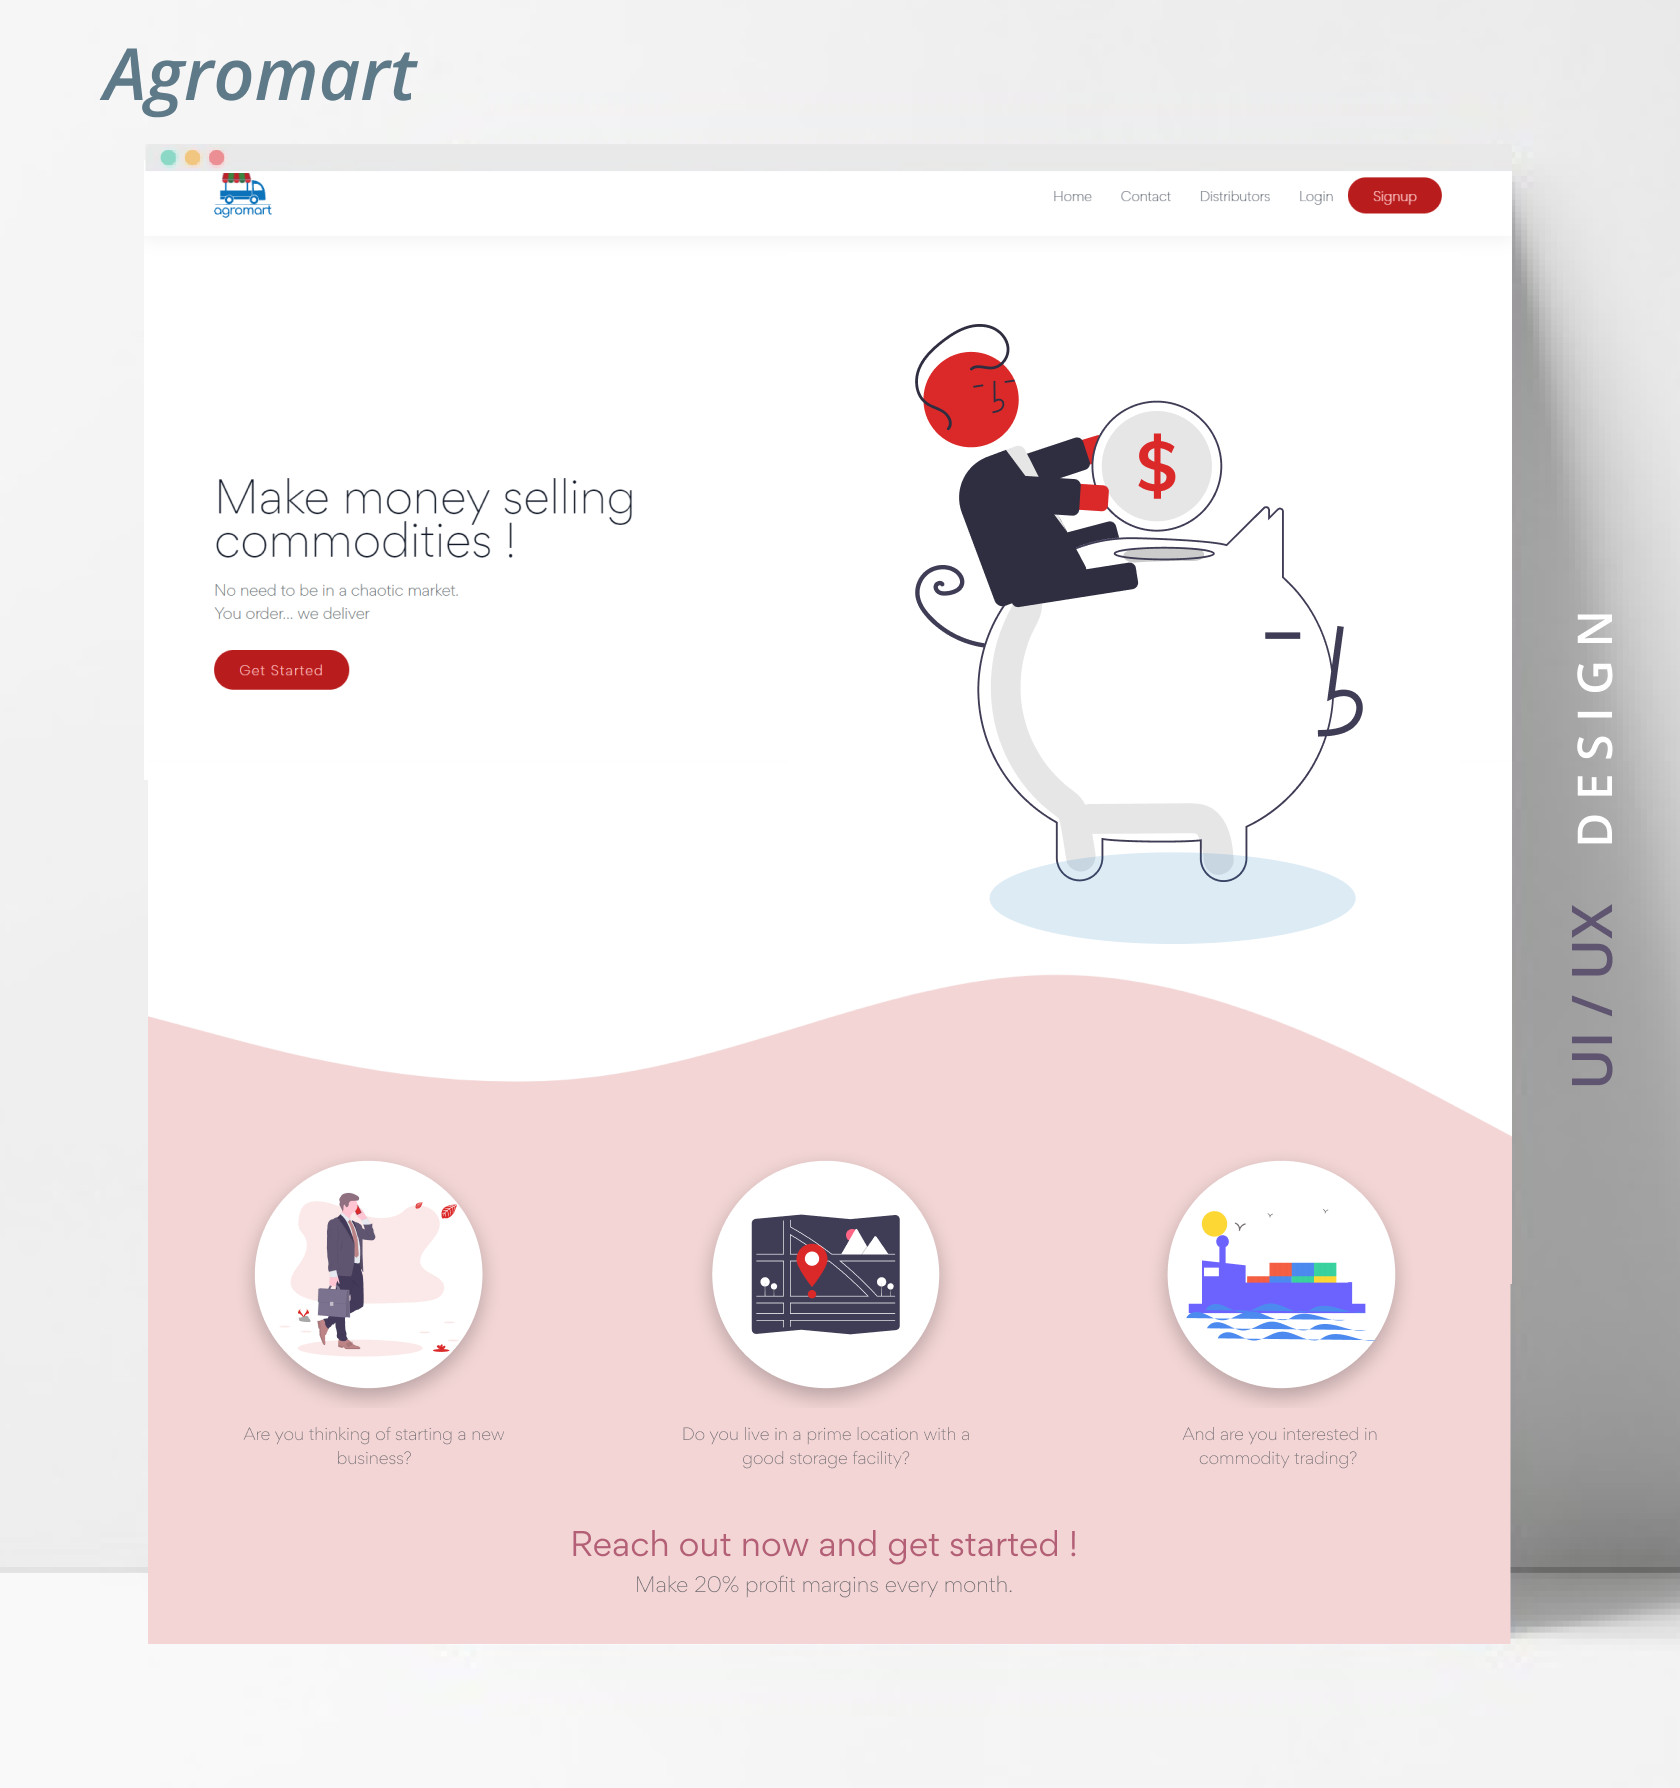 Agromart
agromart
Home Contact Distributors Login Signup
Make money selling
commodities !
No need to be in a chaotic market.
You order... we deliver
Get Started
$
UI / UX DESIGN
Are you thinking of starting a new
business?
Do you live in a prime location with a
good storage facility?
And are you interested in
commodity trading?
Reach out now and get started !
Make 20% profit margins every month.